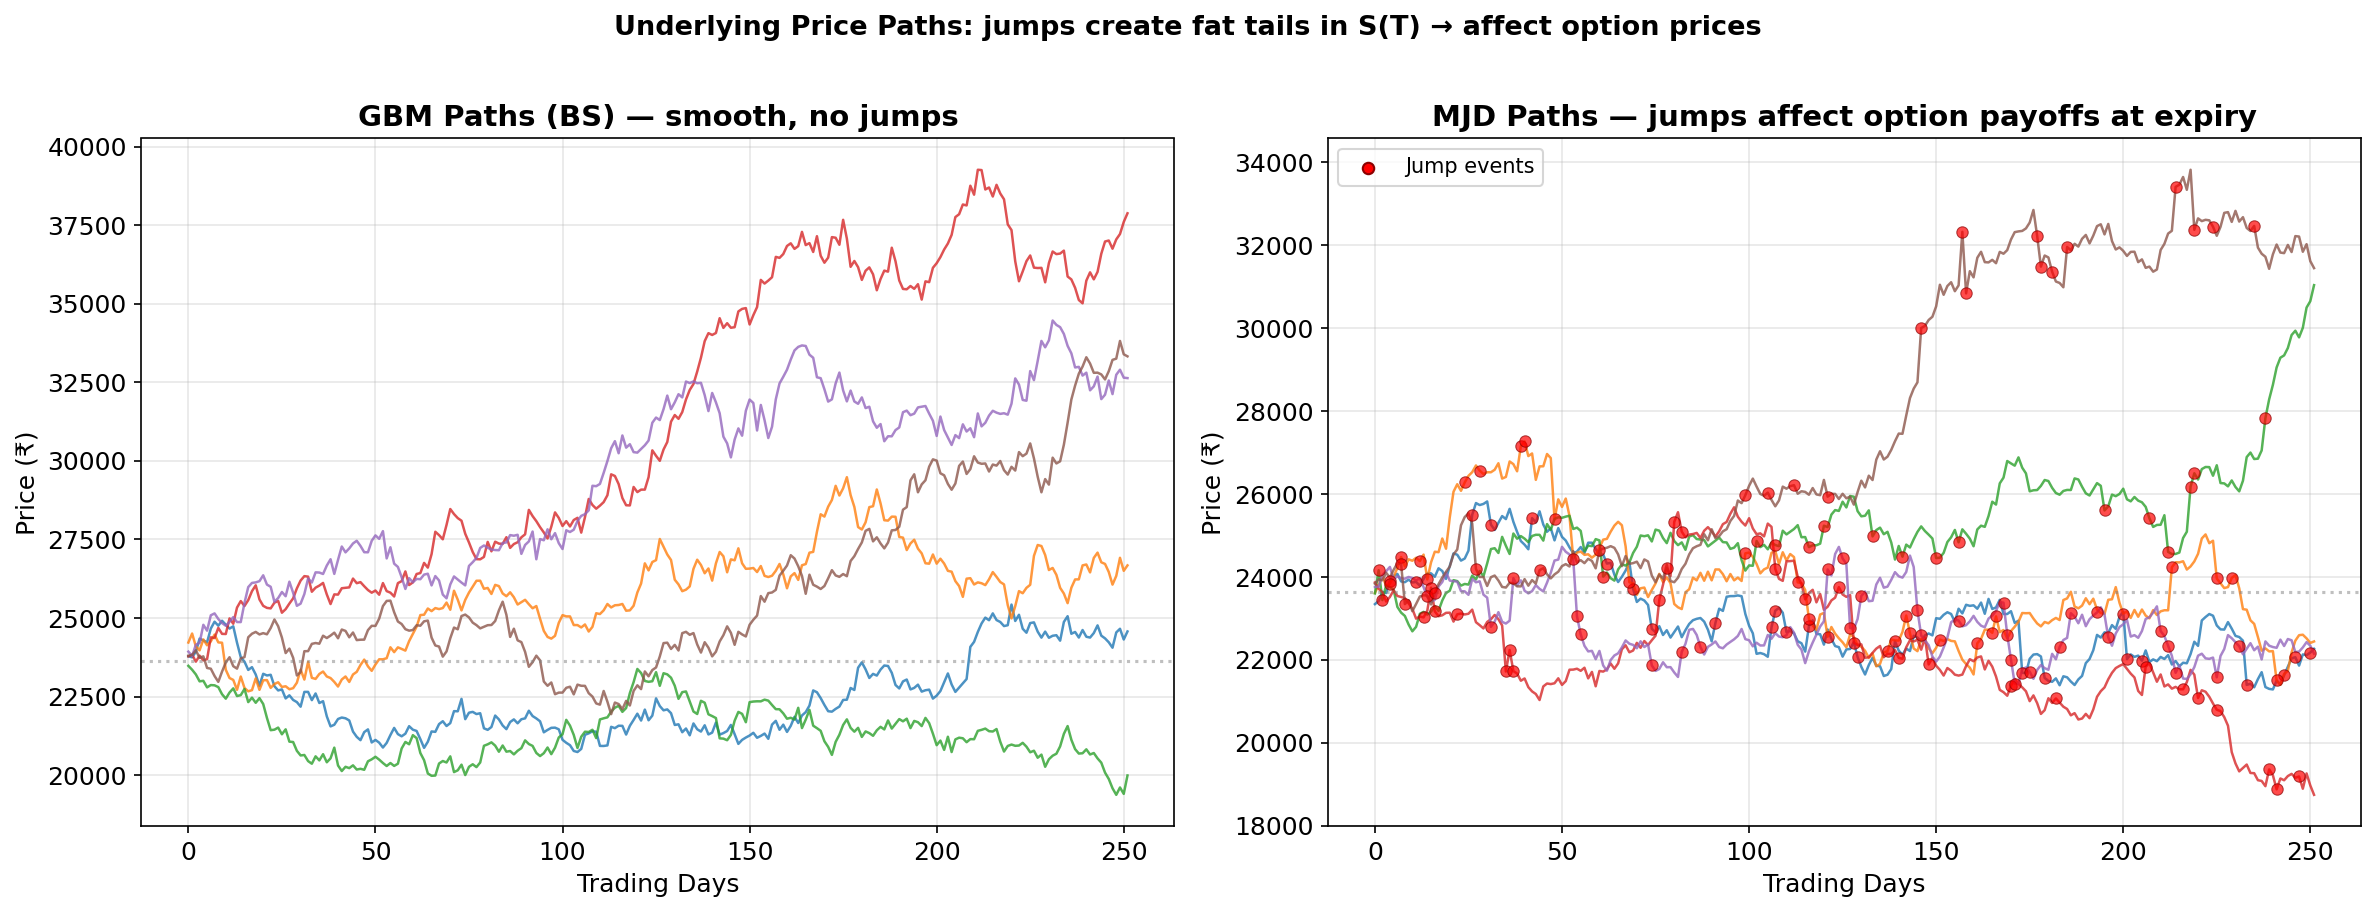 Underlying Price Paths: jumps create fat tails in S(T) → affect option prices
GBM Paths (BS) — smooth, no jumps
Price (₹)
40000
37500
35000
32500
30000
27500
25000
22500
20000
0 50 100 150 200 250
Trading Days
MJD Paths — jumps affect option payoffs at expiry
Jump events
Price (₹)
34000
32000
30000
28000
26000
24000
22000
20000
18000
0 50 100 150 200 250
Trading Days